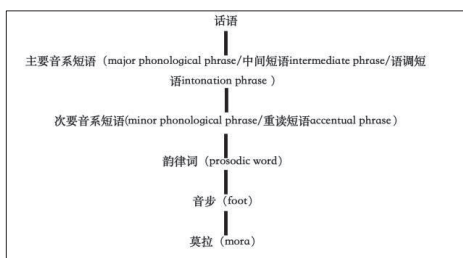 话语
主要音系短语（major phonological phrase/中间短语intermediate phrase/语调短
语intonation phrase ）
次要音系短语(minor phonological phrase/重读短语accentual phrase）
韵律词（prosodic word）
音步（foot）
莫拉（mora）